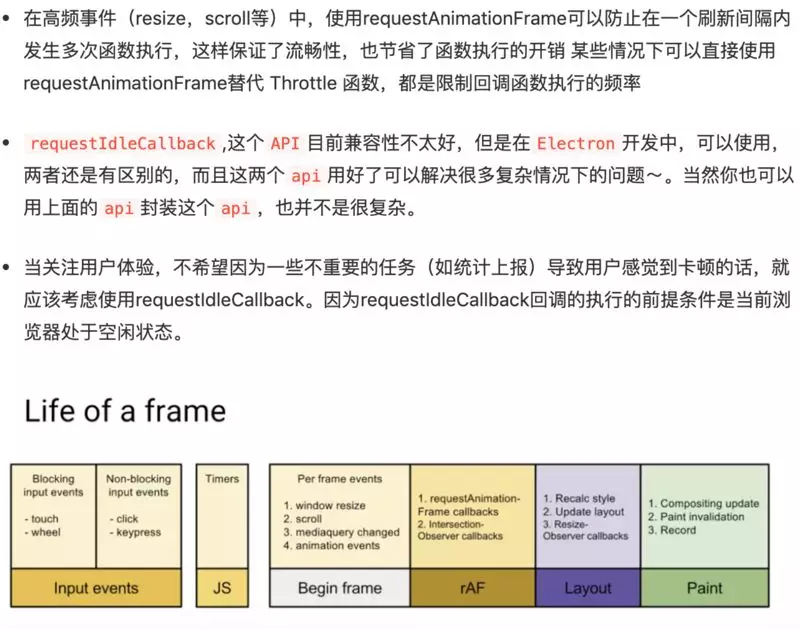 在高频事件（resize，scroll等）中，使用requestAnimationFrame可以防止在一个刷新间隔内
发生多次函数执行，这样保证了流畅性，也节省了函数执行的开销 某些情况下可以直接使用
requestAnimationFrame替代 Throttle 函数，都是限制回调函数执行的频率
requestIdleCallback ,这个 API 目前兼容性不太好，但是在 Electron 开发中，可以使用，
两者还是有区别的，而且这两个 api 用好了可以解决很多复杂情况下的问题～。当然你也可以
用上面的 api 封装这个 api ，也并不是很复杂。
当关注用户体验，不希望因为一些不重要的任务（如统计上报）导致用户感觉到卡顿的话，就
应该考虑使用requestIdleCallback。因为requestIdleCallback回调的执行的前提条件是当前浏
览器处于空闲状态。
Life of a frame
Blocking
input events
- touch
- wheel
Non-blocking
input events
- click
- keypress
Input events
Timers
JS
Per frame events
1. window resize
2. scroll
3. mediaquery changed
4. animation events
Begin frame
1. requestAnimation-
Frame callbacks
2. Intersection-
Observer callbacks
rAF
1. Recalc style
2. Update layout
3. Resize-
Observer callbacks
Layout
1. Compositing update
2. Paint invalidation
3. Record
Paint